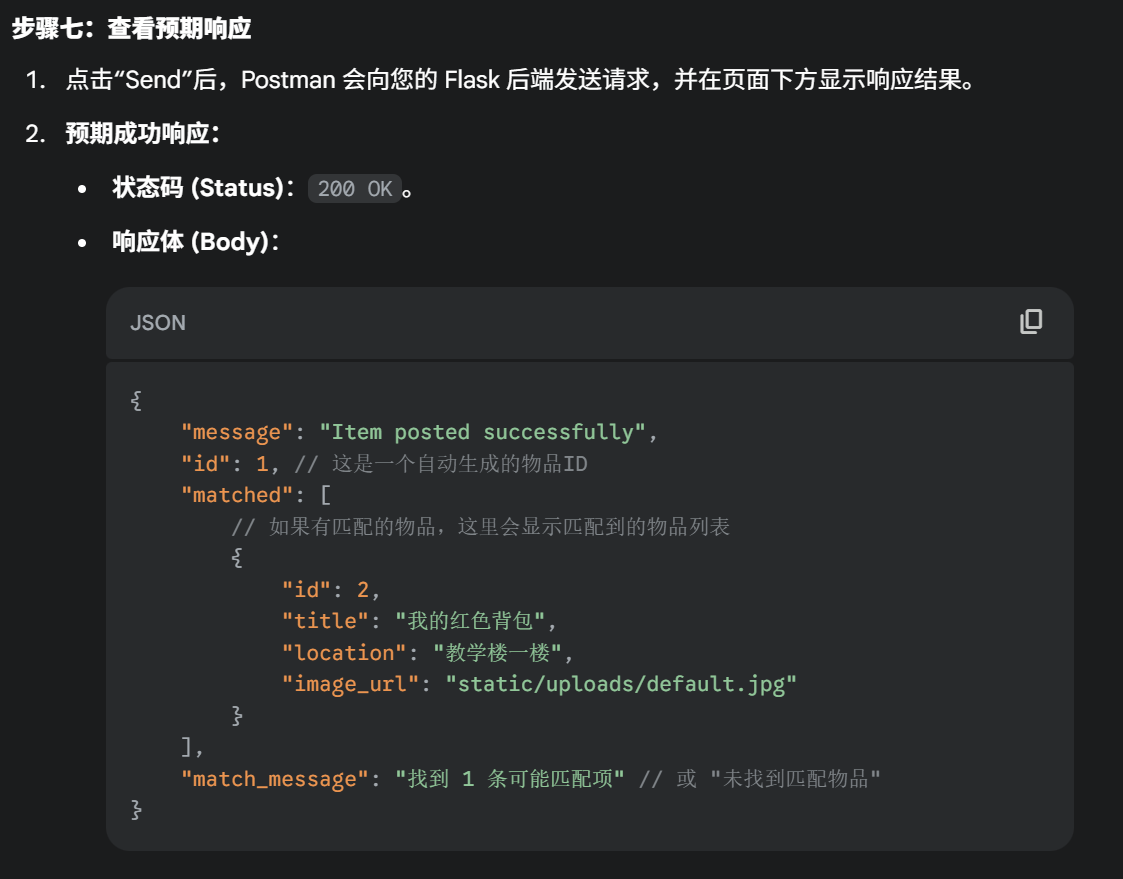 步骤七：查看预期响应
1. 点击“Send”后，Postman 会向您的 Flask 后端发送请求，并在页面下方显示响应结果。
2. 预期成功响应：
• 状态码 (Status)： 200 OK。
• 响应体 (Body)：
JSON
{
    "message": "Item posted successfully",
    "id": 1, // 这是一个自动生成的物品ID
    "matched": [
        // 如果有匹配的物品，这里会显示匹配到的物品列表
        {
            "id": 2,
            "title": "我的红色背包",
            "location": "教学楼一楼",
            "image_url": "static/uploads/default.jpg"
        }
    ],
    "match_message": "找到 1 条可能匹配项" // 或 "未找到匹配物品"
}